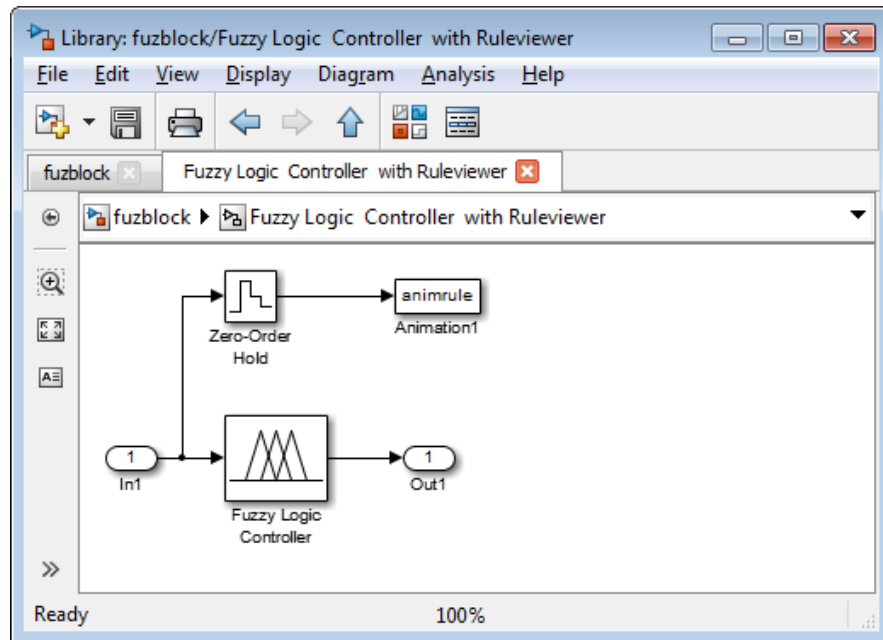 Library: fuzblock/Fuzzy Logic Controller with Ruleviewer
File Edit View Display Diagram Analysis Help
fuzblock Fuzzy Logic Controller with Ruleviewer
fuzblock Fuzzy Logic Controller with Ruleviewer
animrule
Zero-Order
Hold
Animation1
A
1
In1
1
Out1
Fuzzy Logic
Controller
Ready 100%